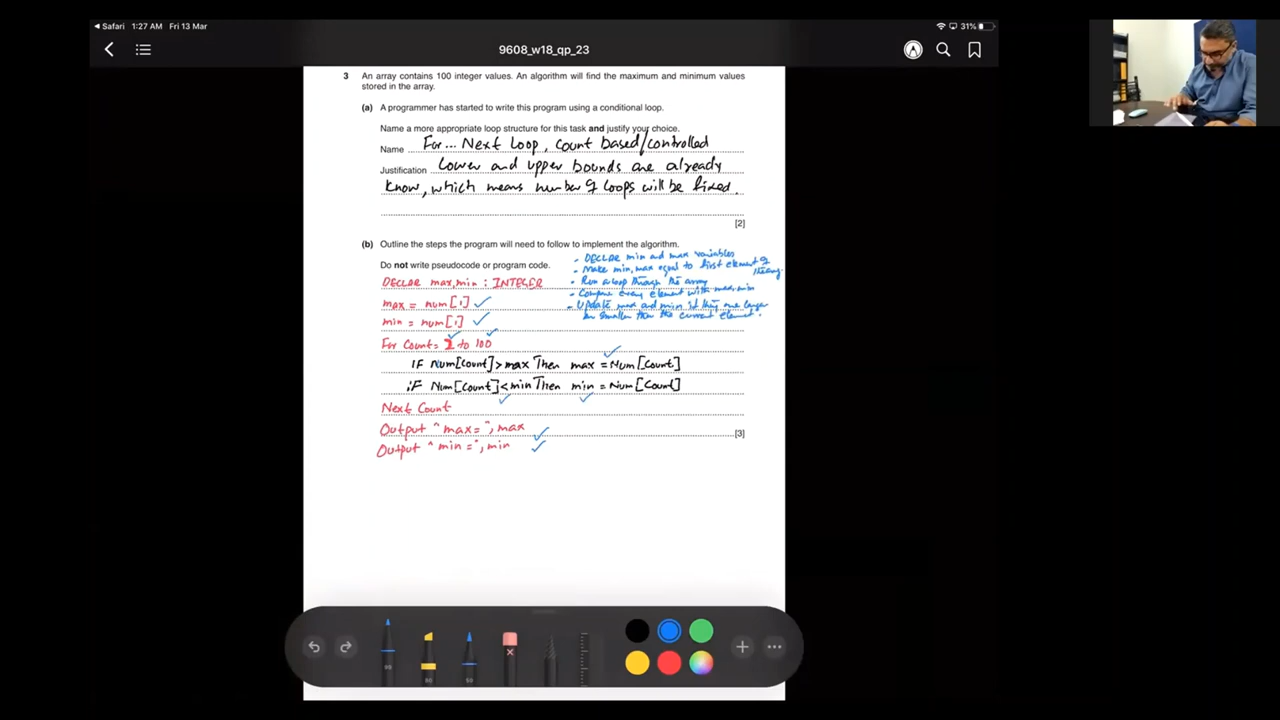 Safari 1:27 AM Fri 13 Mar
31%
9608_w18_qp_23
3 An array contains 100 integer values. An algorithm will find the maximum and minimum values
stored in the array.
(a) A programmer has started to write this program using a conditional loop.
Name a more appropriate loop structure for this task and justify your choice.
Name For... Next Loop, Count based/controlled
Justification Lower and upper bounds are already
know, which means number of loops will be fixed.
[2]
(b) Outline the steps the program will need to follow to implement the algorithm.
Do not write pseudocode or program code.
DECLAR max,min : INTEGER
max = num[1]
min = num[1]
For Count= 2 to 100
IF Num[Count]>max Then max = Num[Count]
IF Num[Count]<min Then min = Num[Count]
Next Count
Output "max=", max
[3]
Output "min=", min
- DECLAR min and max variables
- Make min, max equal to first element of
- Run a loop through the array
- Compare every element with max, min
- Update max and min if they are larger
smaller than the current element.